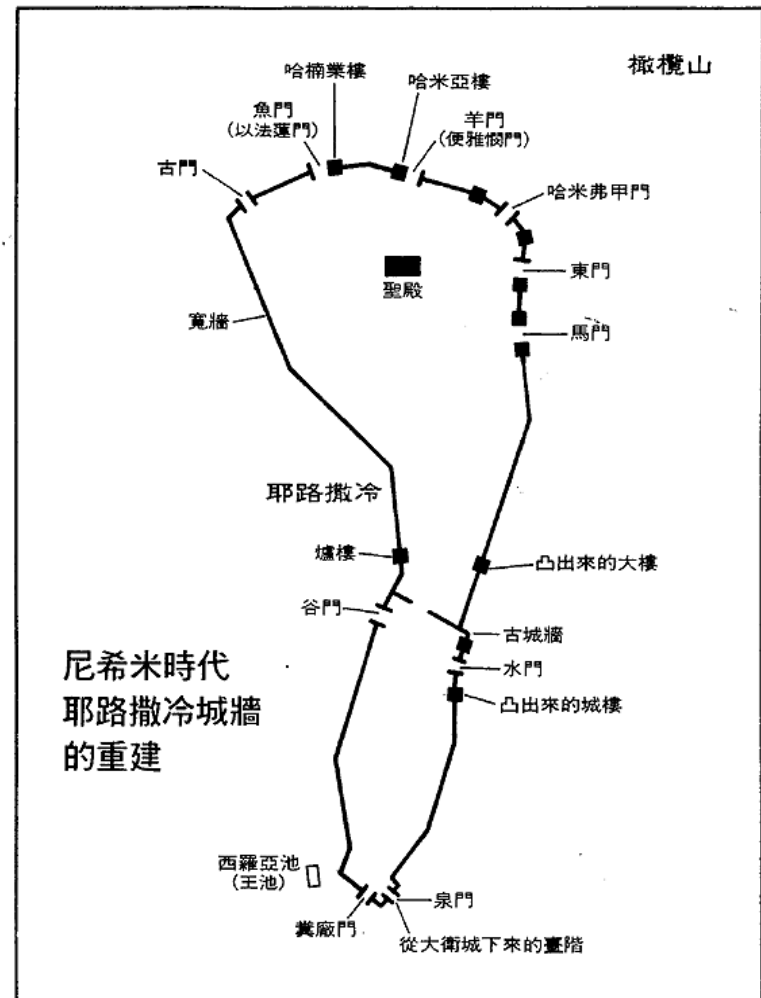 橄欖山
哈楠業樓
哈米亞樓
魚門
(以法蓮門)
羊門
(便雅憫門)
古門
哈米弗甲門
東門
聖殿
寬牆
馬門
耶路撒冷
爐樓
凸出來的大樓
谷門
古城牆
水門
凸出來的城樓
尼希米時代
耶路撒冷城牆
的重建
西羅亞池
(王池)
泉門
糞廠門
從大衛城下來的臺階